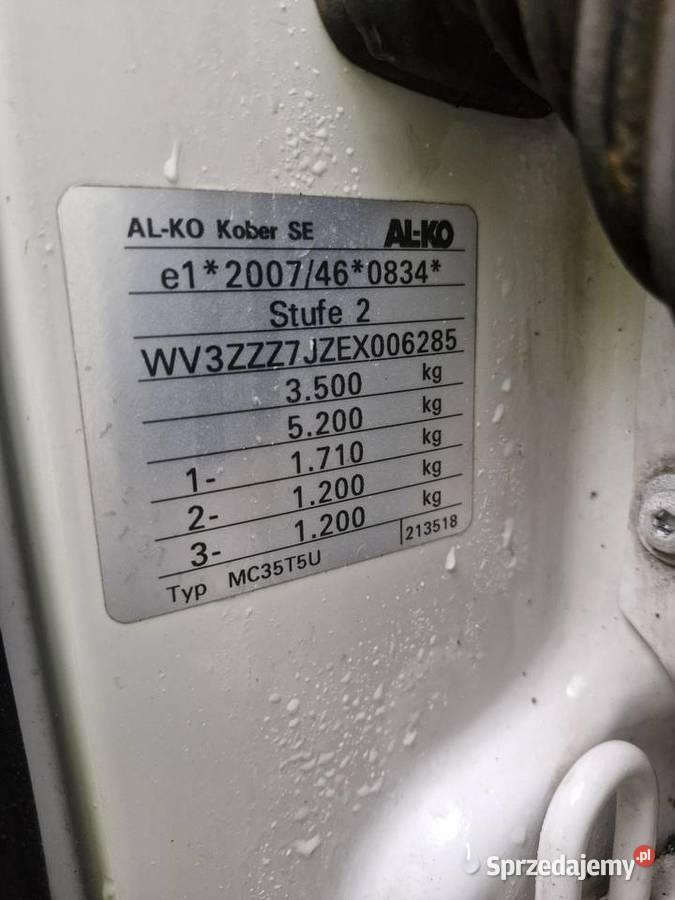 AL-KO Kober SE AL-KO
e1*2007/46*0834*
Stufe 2
WV3ZZZ7JZEX006285
3.500 kg
5.200 kg
1- 1.710 kg
2- 1.200 kg
3- 1.200 kg
Typ MC35T5U 213518
Sprzedajemy.pl